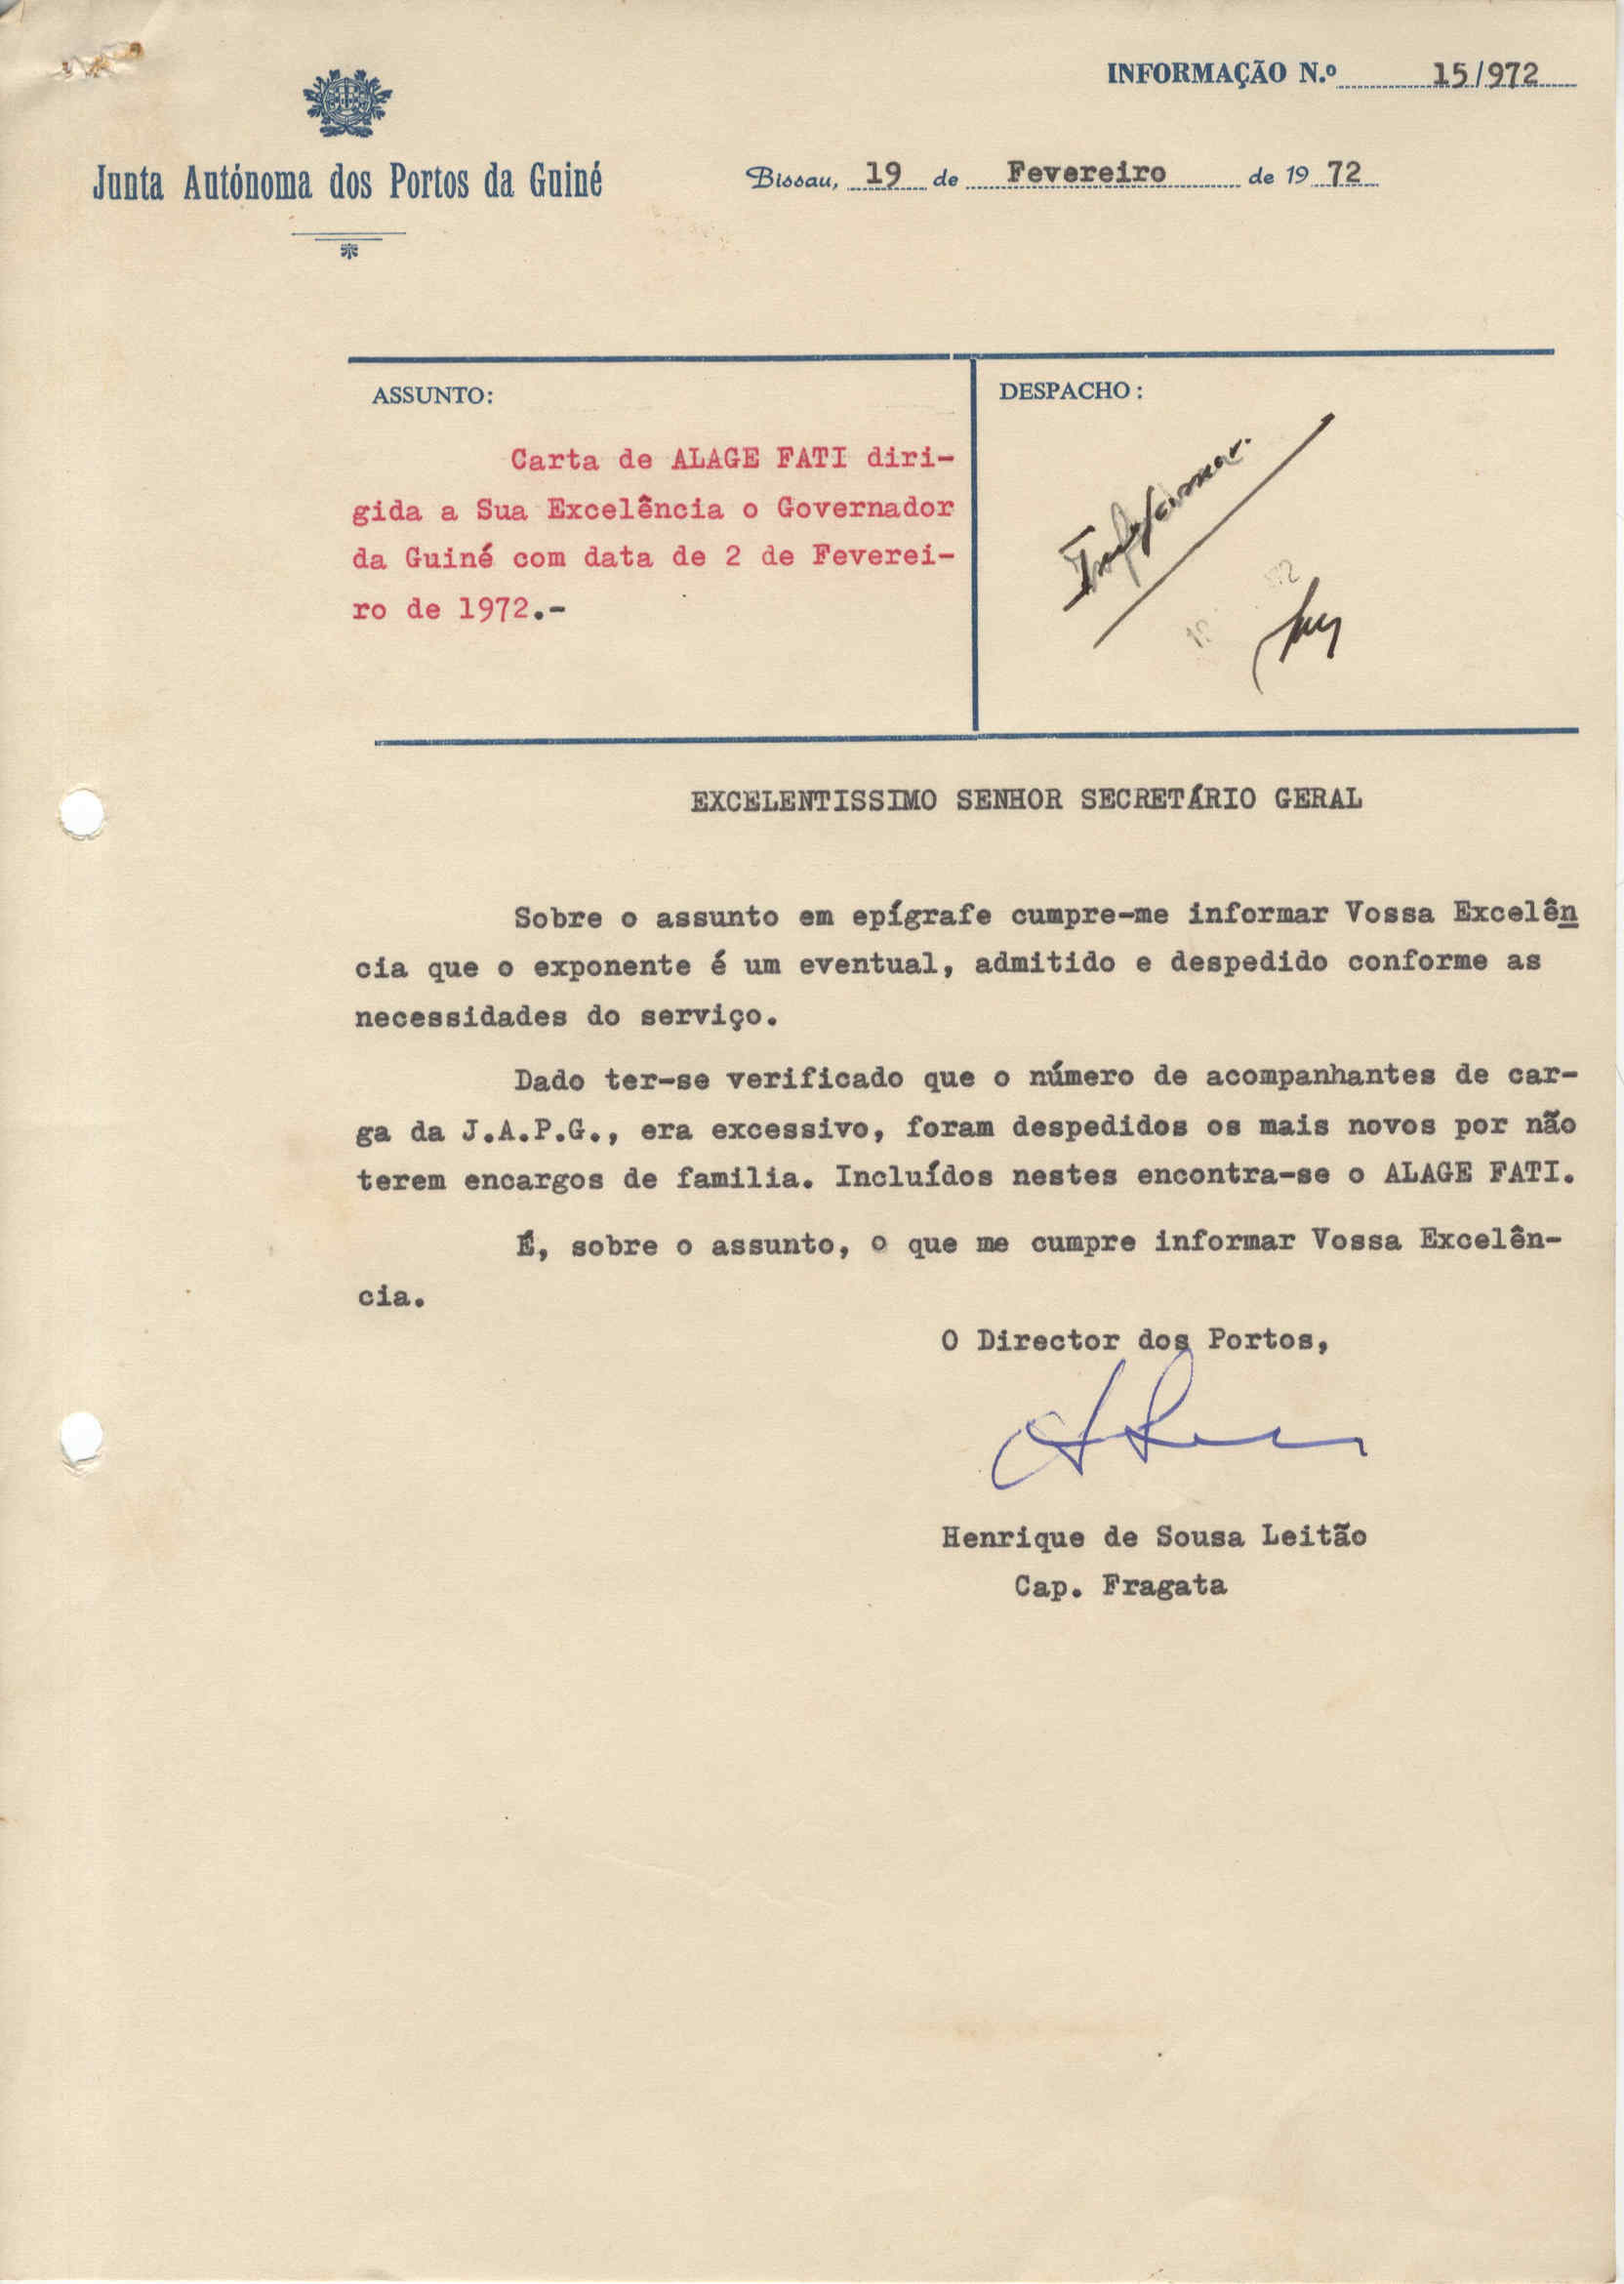 INFORMAÇÃO N.º 15/972
Junta Autónoma dos Portos da Guiné
Bissau, 19 de Fevereiro de 1972
ASSUNTO:
Carta de ALAGE FATI diri-
gida a Sua Excelência o Governador
da Guiné com data de 2 de Feverei-
ro de 1972.-
DESPACHO:
Informar.
EXCELENTISSIMO SENHOR SECRETÁRIO GERAL
Sobre o assunto em epígrafe cumpre-me informar Vossa Excelên
cia que o exponente é um eventual, admitido e despedido conforme as
necessidades do serviço.
Dado ter-se verificado que o número de acompanhantes de car-
ga da J.A.P.G., era excessivo, foram despedidos os mais novos por não
terem encargos de familia. Incluídos nestes encontra-se o ALAGE FATI.
É, sobre o assunto, o que me cumpre informar Vossa Excelên-
cia.
O Director dos Portos,
Henrique de Sousa Leitão
Cap. Fragata